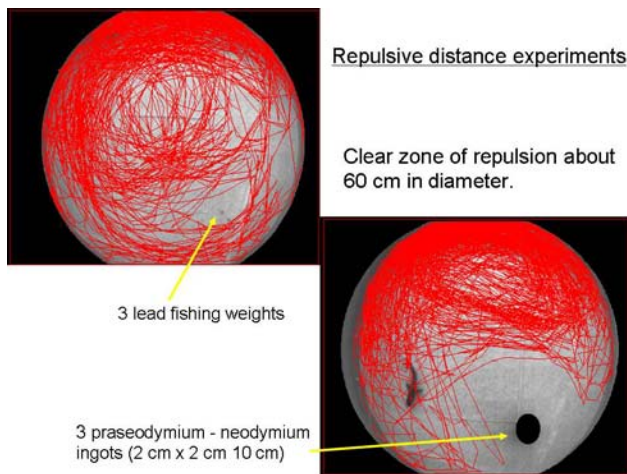 Repulsive distance experiments
Clear zone of repulsion about
60 cm in diameter.
3 lead fishing weights
3 praseodymium - neodymium
ingots (2 cm x 2 cm 10 cm)